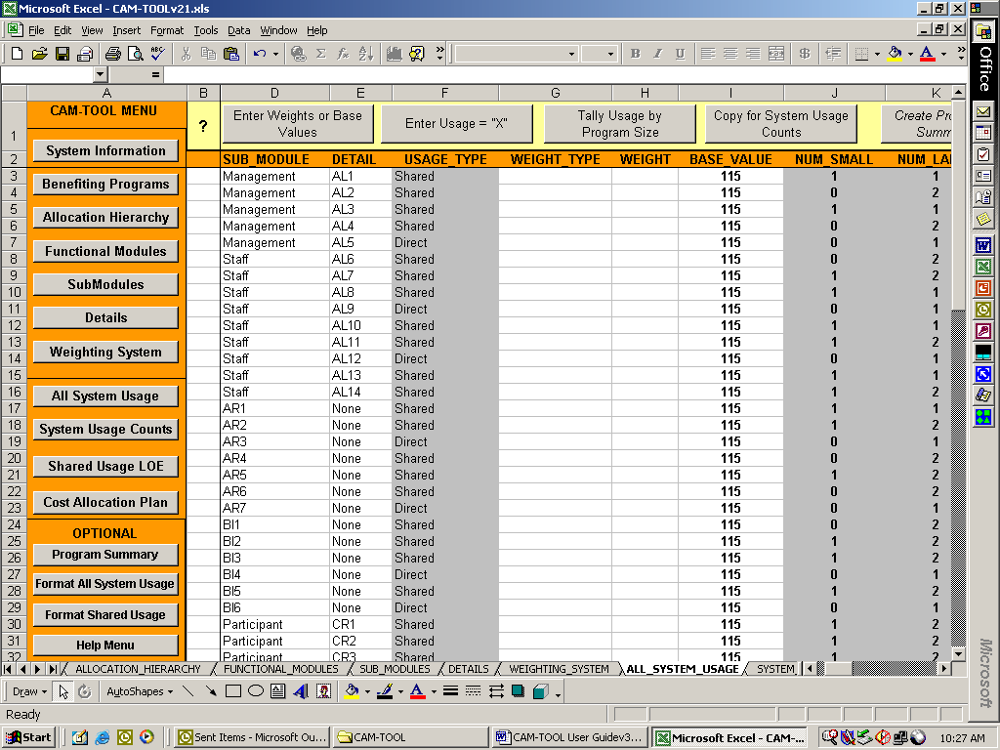 Microsoft Excel - CAM-TOOLv21.xls
File Edit View Insert Format Tools Data Window Help
=
A B D E F G H I J K
CAM-TOOL MENU
System Information
Benefiting Programs
Allocation Hierarchy
Functional Modules
SubModules
Details
Weighting System
All System Usage
System Usage Counts
Shared Usage LOE
Cost Allocation Plan
OPTIONAL
Program Summary
Format All System Usage
Format Shared Usage
Help Menu
1 ? Enter Weights or Base Values Enter Usage = "X" Tally Usage by Program Size Copy for System Usage Counts Create Pr Summ
2 SUB_MODULE DETAIL USAGE_TYPE WEIGHT_TYPE WEIGHT BASE_VALUE NUM_SMALL NUM_LA
3 Management AL1 Shared 115 1 1
4 Management AL2 Shared 115 0 2
5 Management AL3 Shared 115 1 1
6 Management AL4 Shared 115 0 2
7 Management AL5 Direct 115 0 1
8 Staff AL6 Shared 115 0 2
9 Staff AL7 Shared 115 1 2
10 Staff AL8 Shared 115 1 1
11 Staff AL9 Direct 115 0 1
12 Staff AL10 Shared 115 1 1
13 Staff AL11 Shared 115 1 2
14 Staff AL12 Direct 115 0 1
15 Staff AL13 Shared 115 1 1
16 Staff AL14 Shared 115 1 2
17 AR1 None Shared 115 1 1
18 AR2 None Shared 115 1 2
19 AR3 None Direct 115 0 1
20 AR4 None Shared 115 0 2
21 AR5 None Shared 115 1 2
22 AR6 None Shared 115 0 2
23 AR7 None Direct 115 0 1
24 BI1 None Shared 115 0 2
25 BI2 None Shared 115 1 2
26 BI3 None Shared 115 1 1
27 BI4 None Direct 115 0 1
28 BI5 None Shared 115 1 2
29 BI6 None Direct 115 0 1
30 Participant CR1 Shared 115 1 2
31 Participant CR2 Shared 115 1 2
32 Participant CR3 Shared 115 1 2
ALLOCATION_HIERARCHY FUNCTIONAL_MODULES SUB_MODULES DETAILS WEIGHTING_SYSTEM ALL_SYSTEM_USAGE SYSTEM
Draw AutoShapes
Ready
Start Sent Items - Microsoft Ou... CAM-TOOL CAM-TOOL User Guidev3... Microsoft Excel - CAM-... 10:27 AM
Office
Microsoft